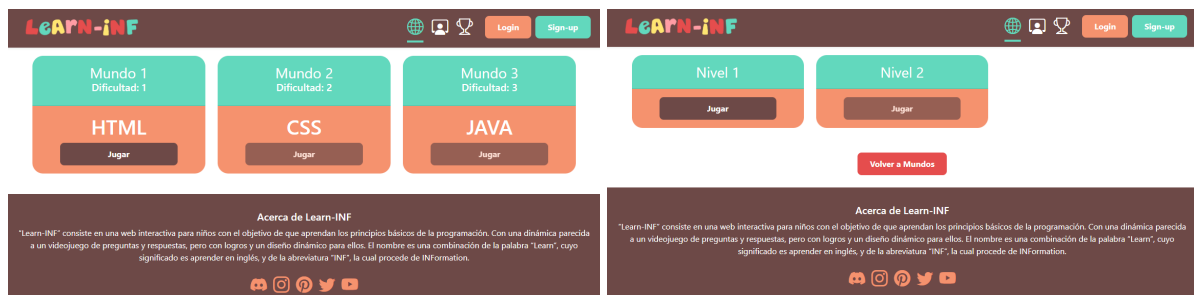 LeARN-iNF
Login
Sign-up
Mundo 1
Dificultad: 1
HTML
Jugar
Mundo 2
Dificultad: 2
CSS
Jugar
Mundo 3
Dificultad: 3
JAVA
Jugar
Acerca de Learn-INF
"Learn-INF" consiste en una web interactiva para niños con el objetivo de que aprendan los principios básicos de la programación. Con una dinámica parecida
a un videojuego de preguntas y respuestas, pero con logros y un diseño dinámico para ellos. El nombre es una combinación de la palabra "Learn", cuyo
significado es aprender en inglés, y de la abreviatura "INF", la cual procede de INFormation.
LeARN-iNF
Login
Sign-up
Nivel 1
Jugar
Nivel 2
Jugar
Volver a Mundos
Acerca de Learn-INF
"Learn-INF" consiste en una web interactiva para niños con el objetivo de que aprendan los principios básicos de la programación. Con una dinámica parecida
a un videojuego de preguntas y respuestas, pero con logros y un diseño dinámico para ellos. El nombre es una combinación de la palabra "Learn", cuyo
significado es aprender en inglés, y de la abreviatura "INF", la cual procede de INFormation.